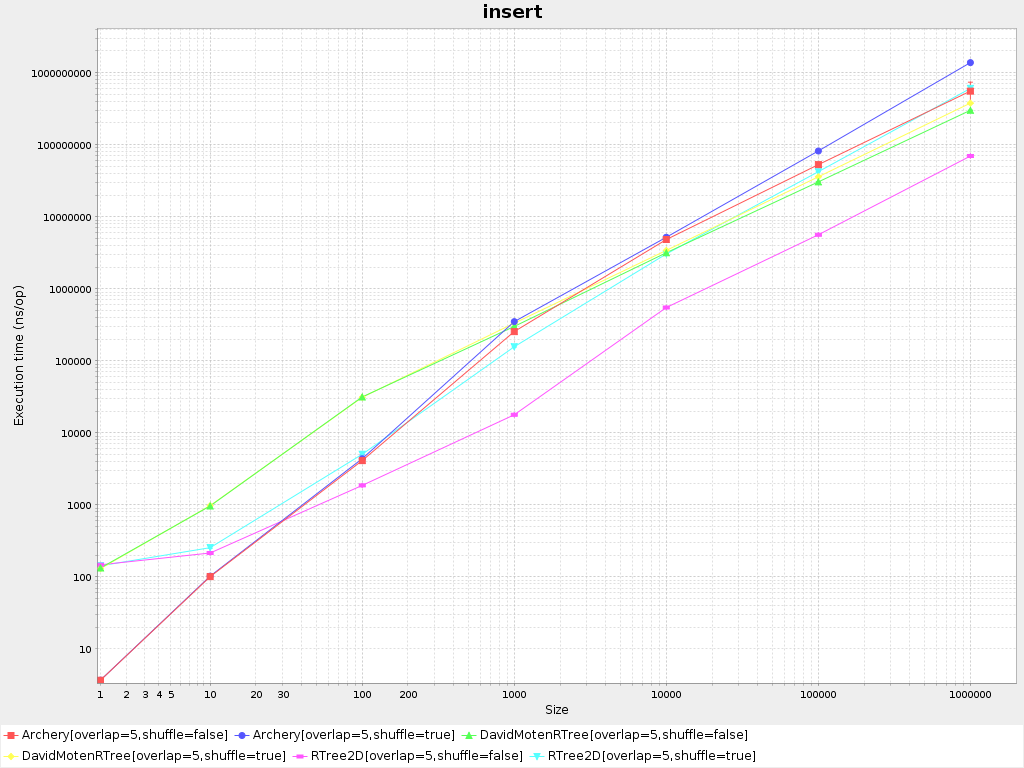 insert
Execution time (ns/op)
1000000000
100000000
10000000
1000000
100000
10000
1000
100
10
1 2 3 4 5 10 20 30 100 200 1000 10000 100000 1000000
Size
Archery[overlap=5,shuffle=false] Archery[overlap=5,shuffle=true] DavidMotenRTree[overlap=5,shuffle=false]
DavidMotenRTree[overlap=5,shuffle=true] RTree2D[overlap=5,shuffle=false] RTree2D[overlap=5,shuffle=true]